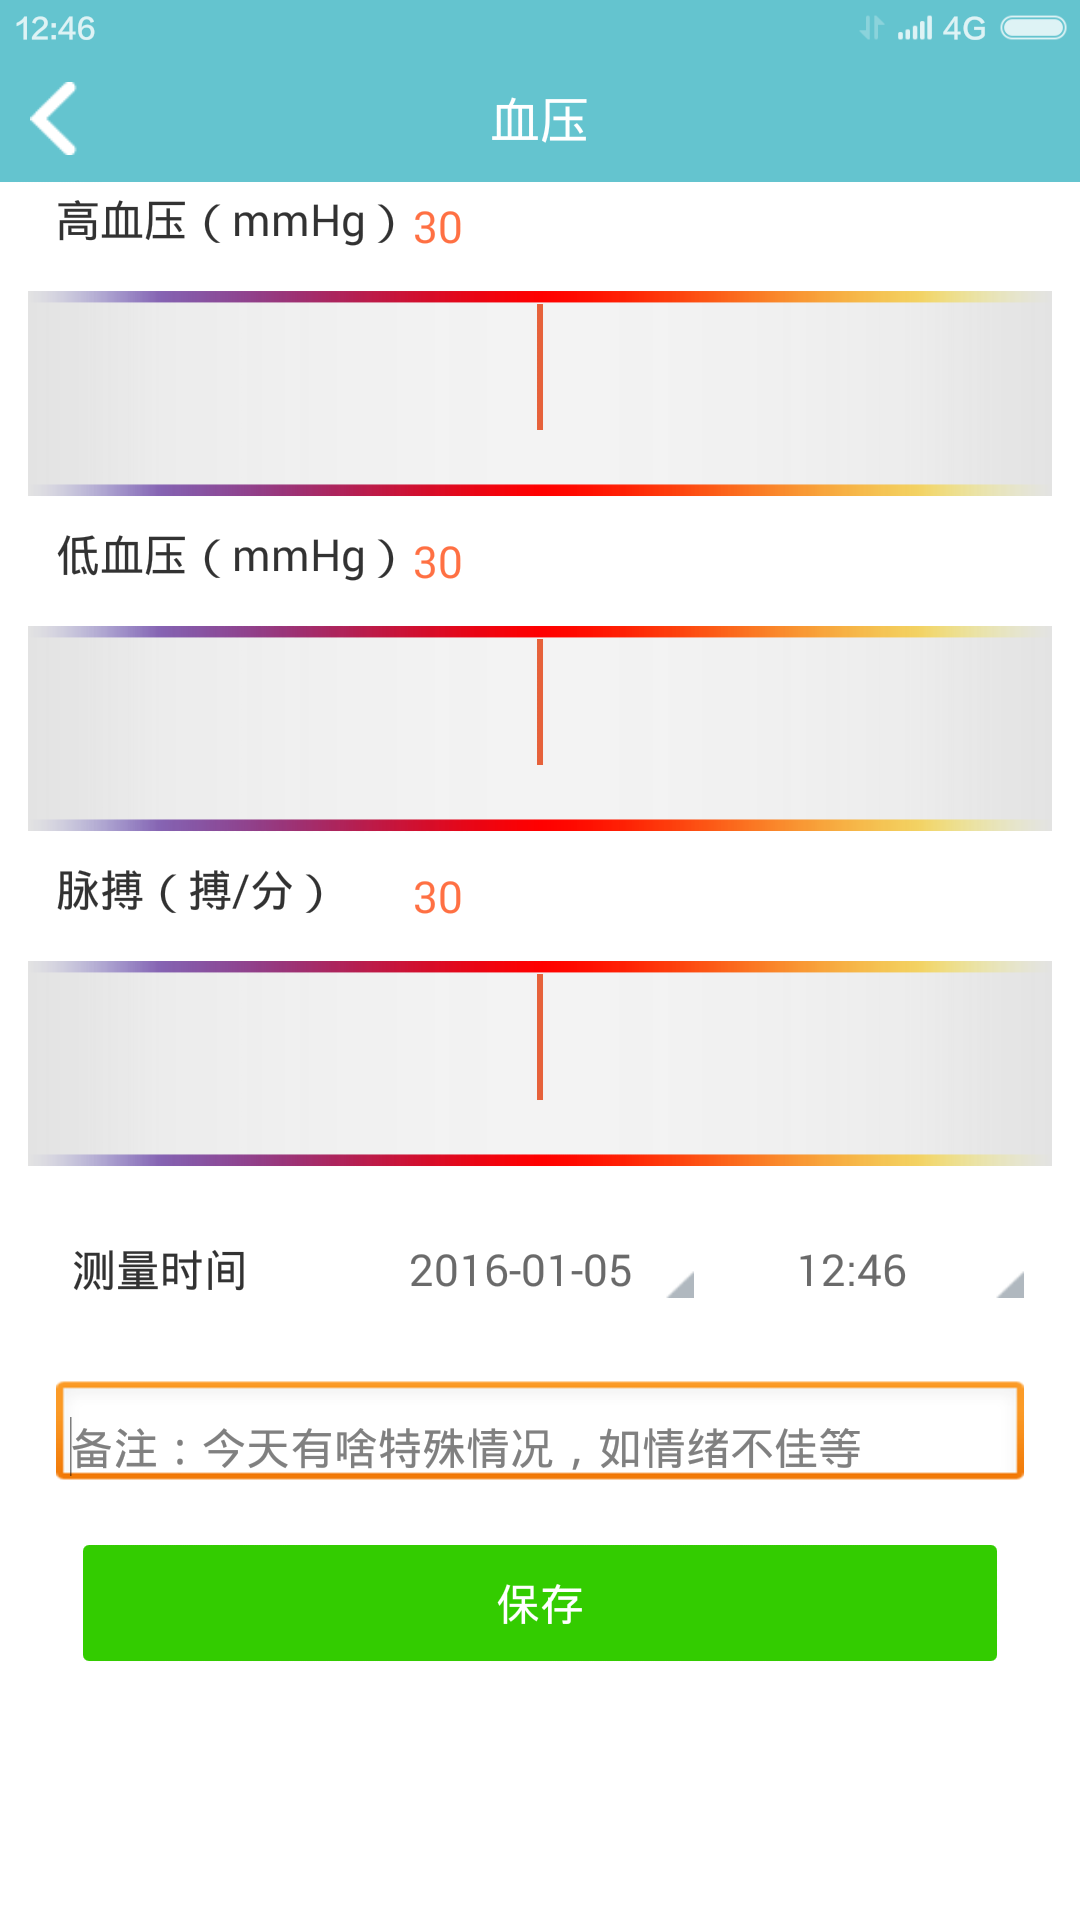 12:46 4G
血压
高血压（mmHg）30
低血压（mmHg）30
脉搏（搏/分） 30
测量时间 2016-01-05 12:46
备注：今天有啥特殊情况，如情绪不佳等
保存